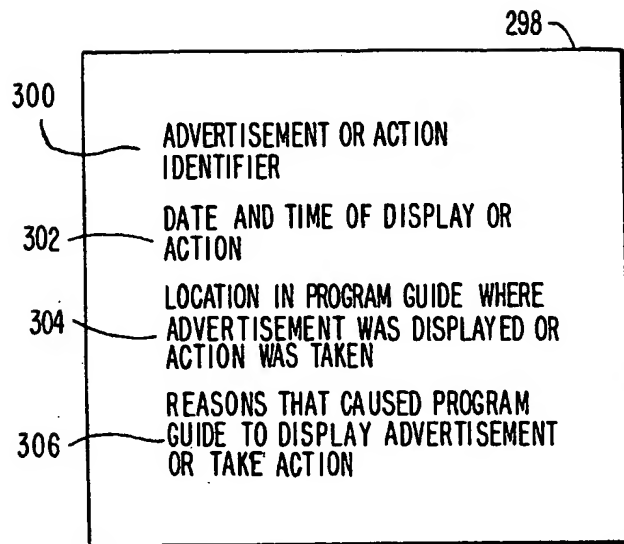 298
300
ADVERTISEMENT OR ACTION
IDENTIFIER
302
DATE AND TIME OF DISPLAY OR
ACTION
304
LOCATION IN PROGRAM GUIDE WHERE
ADVERTISEMENT WAS DISPLAYED OR
ACTION WAS TAKEN
306
REASONS THAT CAUSED PROGRAM
GUIDE TO DISPLAY ADVERTISEMENT
OR TAKE ACTION